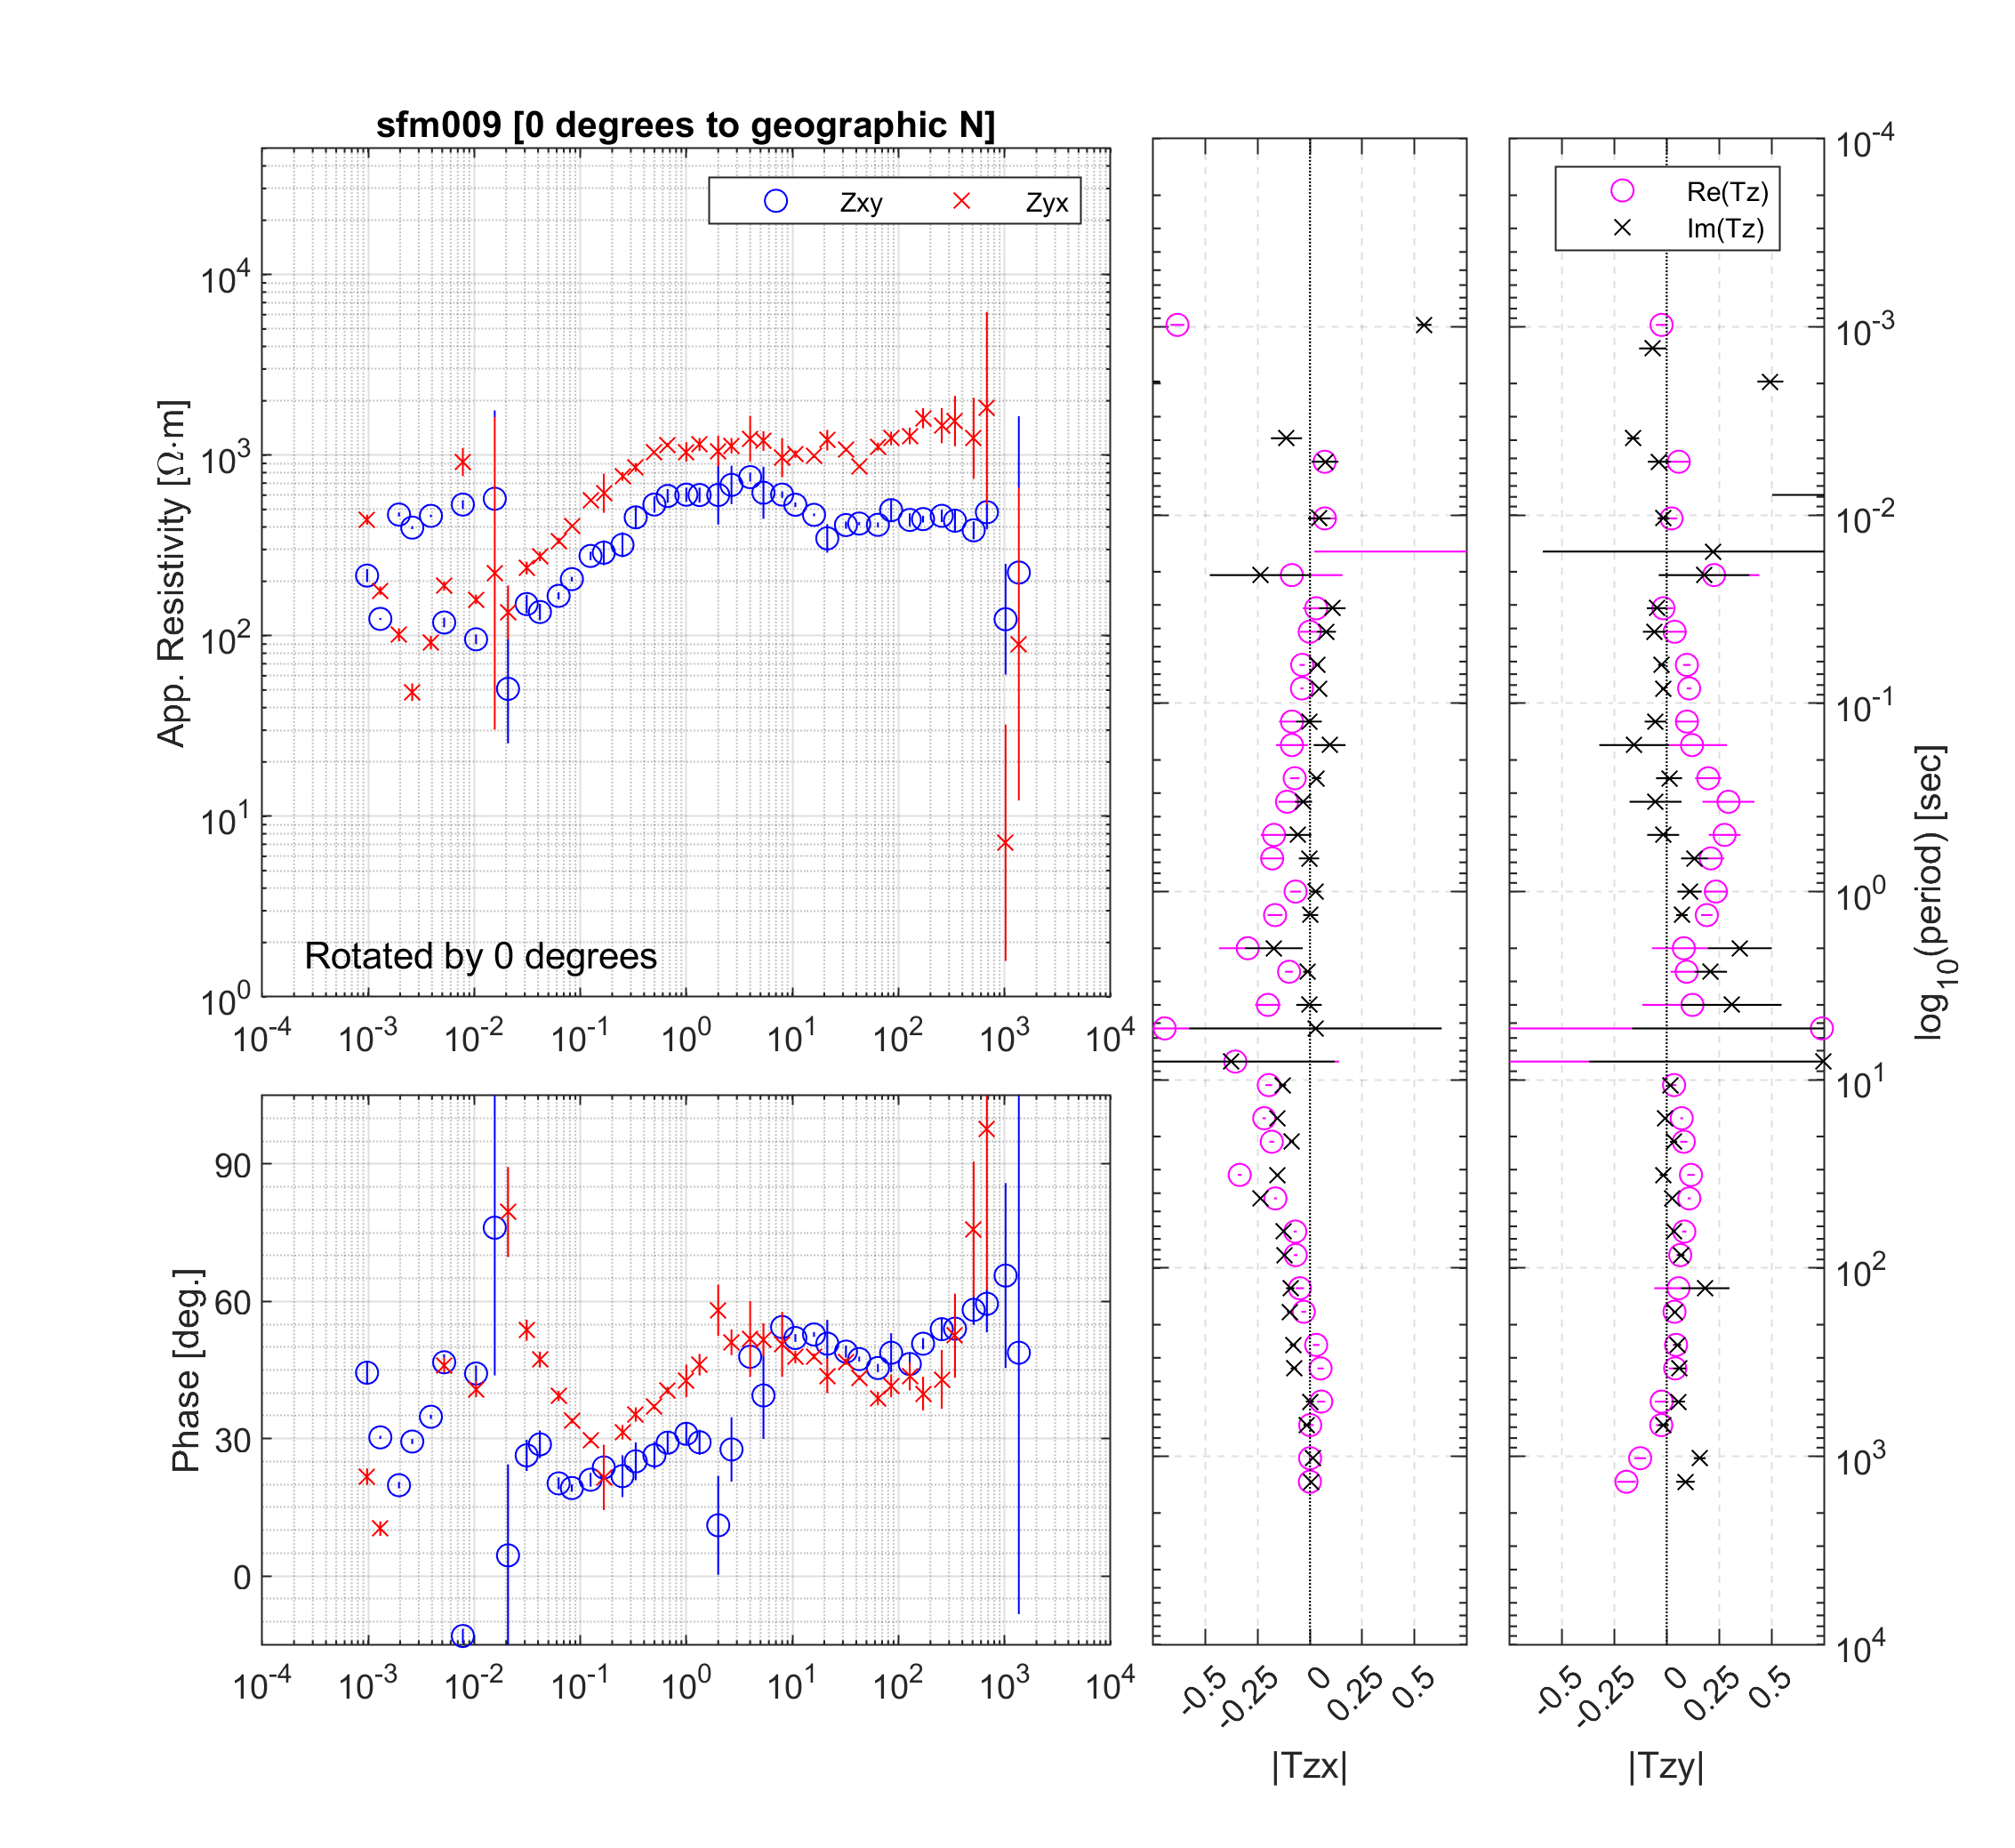 sfm009 [0 degrees to geographic N]
Zxy Zyx
App. Resistivity [Ω·m]
10^4
10^3
10^2
10^1
10^0
Rotated by 0 degrees
10^-4 10^-3 10^-2 10^-1 10^0 10^1 10^2 10^3 10^4
Phase [deg.]
90
60
30
0
10^-4 10^-3 10^-2 10^-1 10^0 10^1 10^2 10^3 10^4
-0.5 -0.25 0 0.25 0.5
|Tzx|
Re(Tz)
Im(Tz)
10^-4
10^-3
10^-2
10^-1
10^0
10^1
10^2
10^3
10^4
log10(period) [sec]
-0.5 -0.25 0 0.25 0.5
|Tzy|